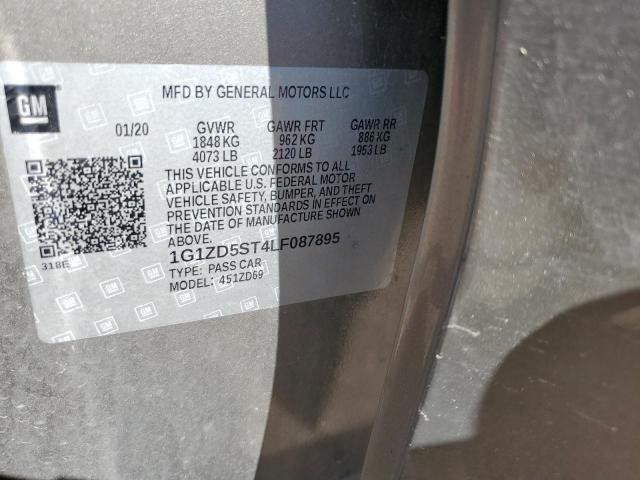 GM
MFD BY GENERAL MOTORS LLC
01/20 GVWR GAWR FRT GAWR RR
1848 KG 962 KG 886 KG
4073 LB 2120 LB 1953 LB
THIS VEHICLE CONFORMS TO ALL
APPLICABLE U.S. FEDERAL MOTOR
VEHICLE SAFETY, BUMPER, AND THEFT
PREVENTION STANDARDS IN EFFECT ON
THE DATE OF MANUFACTURE SHOWN
ABOVE.
318E
1G1ZD5ST4LF087895
TYPE: PASS CAR
MODEL: 451ZD69